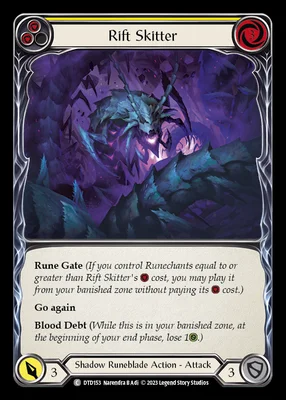 Rift Skitter
Rune Gate (If you control Runechants equal to
greater than Rift Skitter's cost, you may play it
from your banished zone without paying its cost.)
Go again
Blood Debt (While this is in your banished zone, at
the beginning of your end phase, lose 1.)
3
Shadow Runeblade Action - Attack
3
C DTD153 Narendra B Adi © 2023 Legend Story Studios